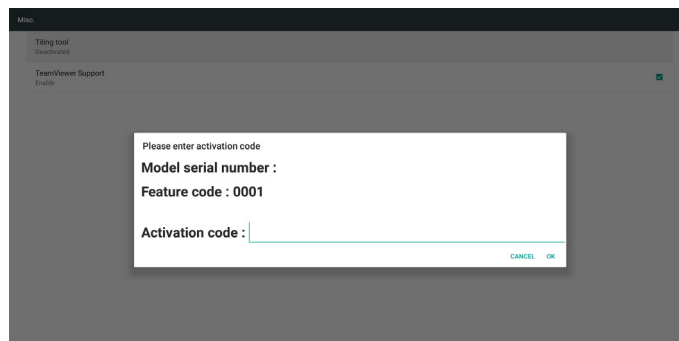 Misc.
Tiling tool
Deactivated
TeamViewer Support
Enable
Please enter activation code
Model serial number :
Feature code : 0001
Activation code :
CANCEL OK